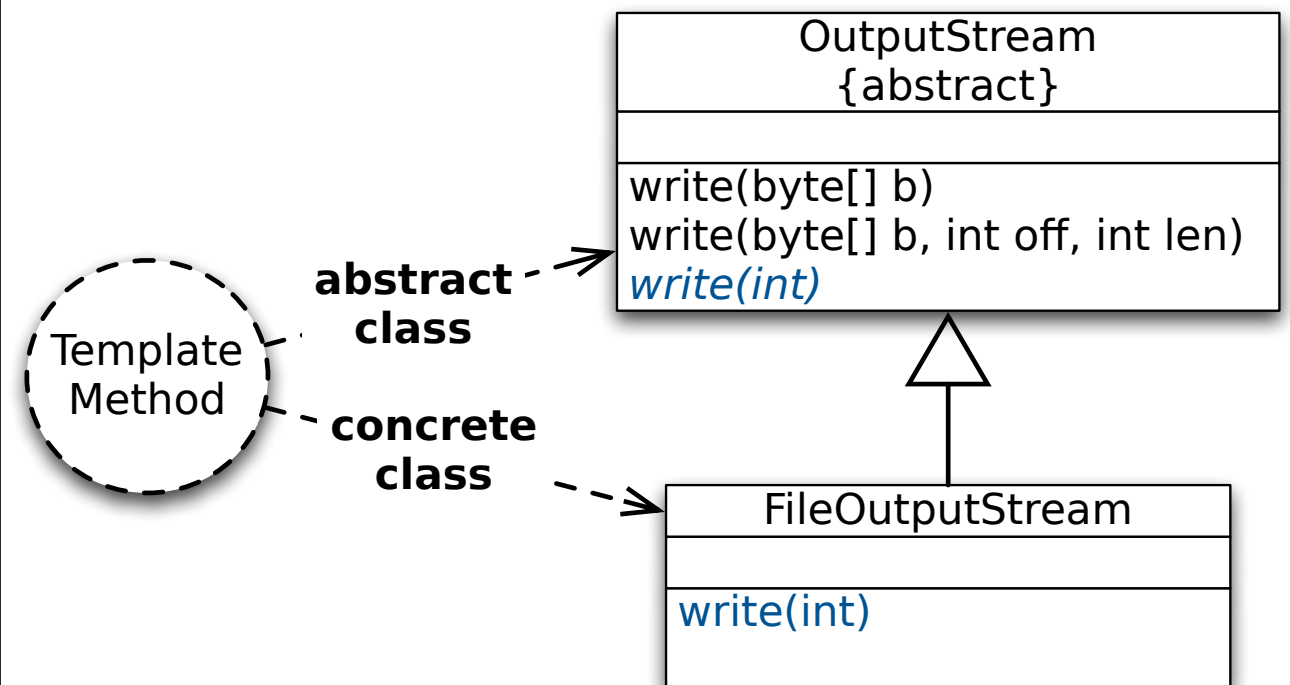 OutputStream
{abstract}
write(byte[] b)
write(byte[] b, int off, int len)
write(int)
abstract
class
Template
Method
concrete
class
FileOutputStream
write(int)